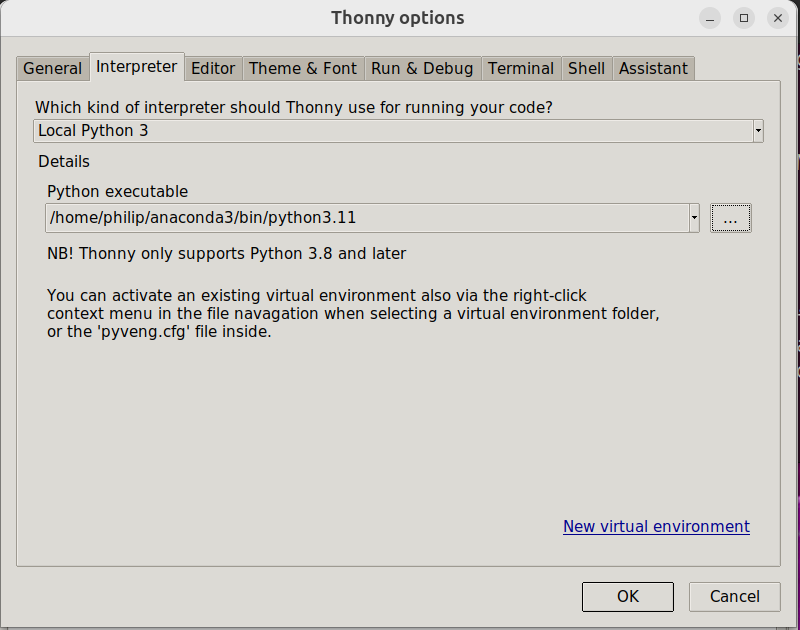 Thonny options
General Interpreter Editor Theme & Font Run & Debug Terminal Shell Assistant
Which kind of interpreter should Thonny use for running your code?
Local Python 3
Details
Python executable
/home/philip/anaconda3/bin/python3.11
...
NB! Thonny only supports Python 3.8 and later
You can activate an existing virtual environment also via the right-click
context menu in the file navagation when selecting a virtual environment folder,
or the 'pyveng.cfg' file inside.
New virtual environment
OK Cancel